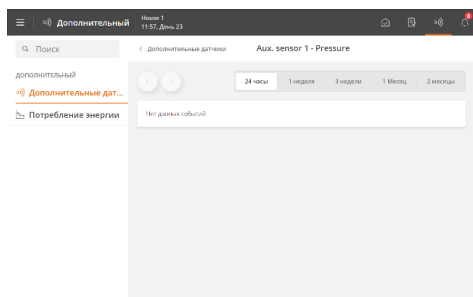 Дополнительный
House 1
11:57, День 23
8
Поиск
дополнительный
Дополнительные дат...
Потребление энергии
< Дополнительные датчики
Aux. sensor 1 - Pressure
24 часы 1 неделя 3 недели 1 Месяц 2 месяцы
Нет данных событий